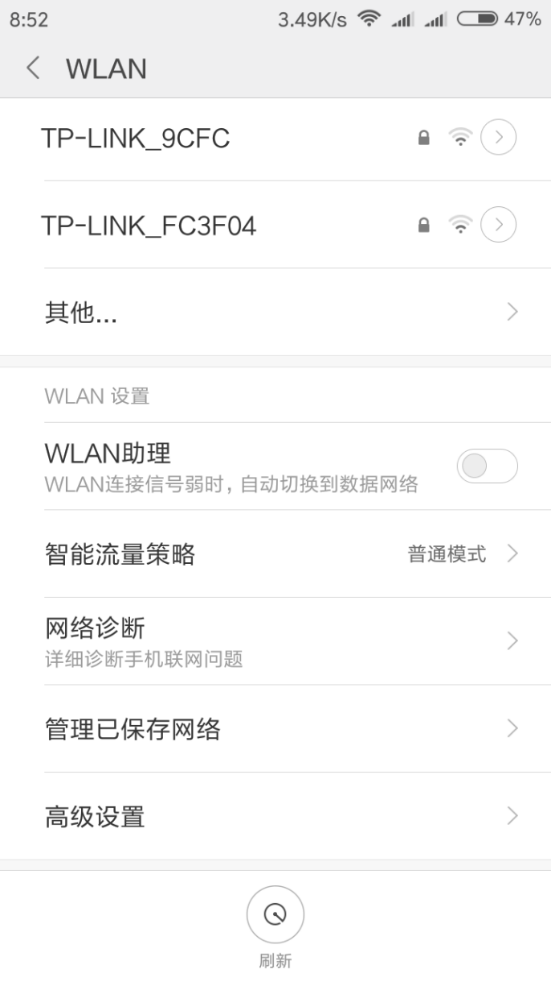 8:52 3.49K/s 47%
WLAN
TP-LINK_9CFC
TP-LINK_FC3F04
其他...
WLAN 设置
WLAN助理
WLAN连接信号弱时，自动切换到数据网络
智能流量策略 普通模式
网络诊断
详细诊断手机联网问题
管理已保存网络
高级设置
刷新